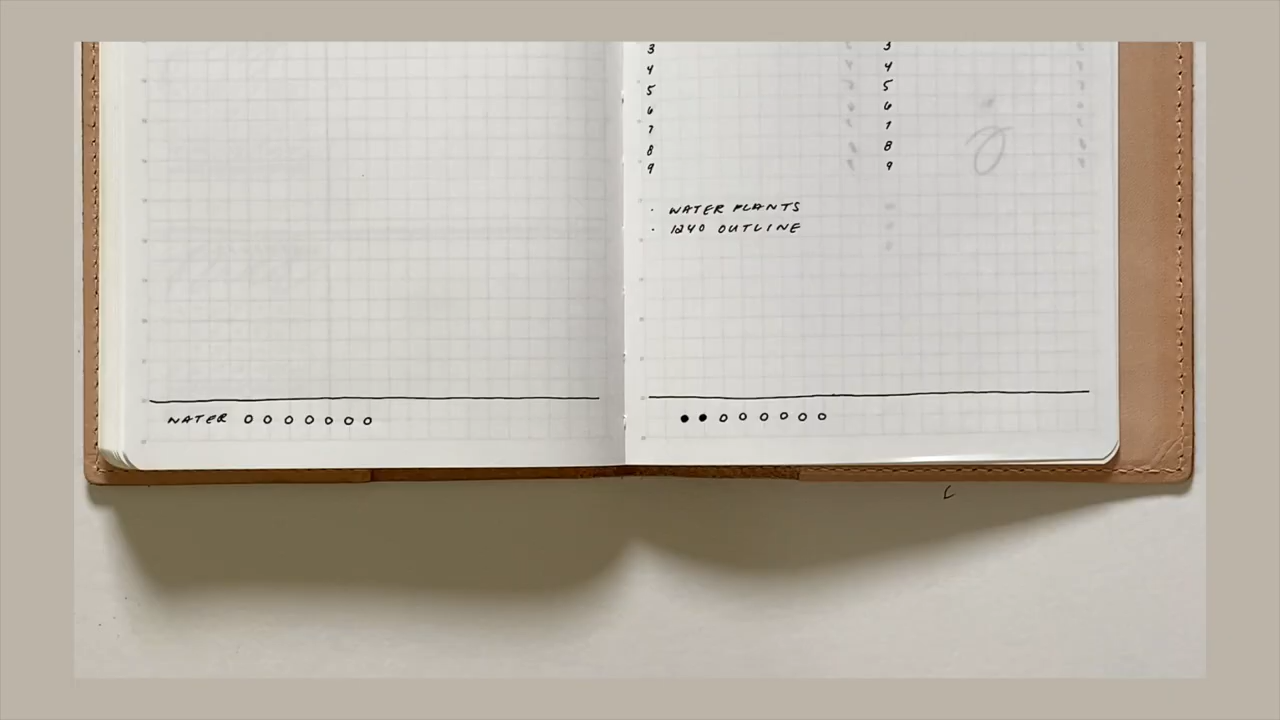 WATER
3 3
4 4
5 5
6 6
7 7
8 8
9 9
· WATER PLANTS
· 1240 OUTLINE